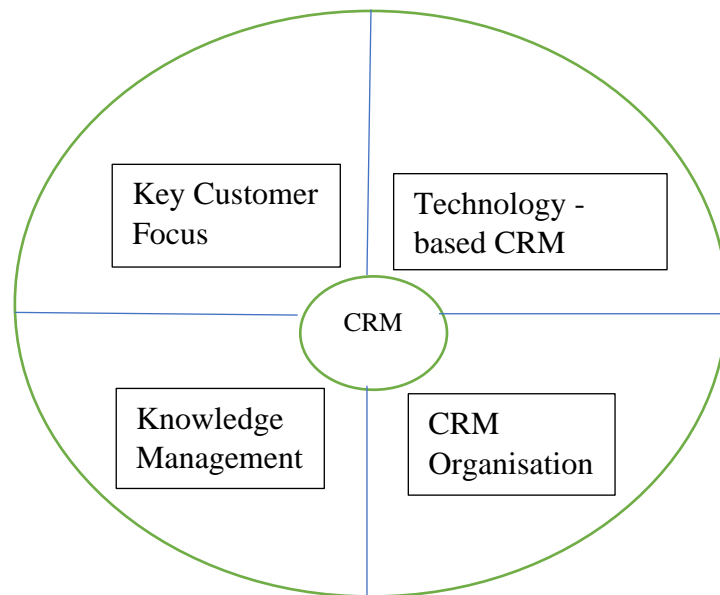 Key Customer
Focus
Technology -
based CRM
CRM
Knowledge
Management
CRM
Organisation